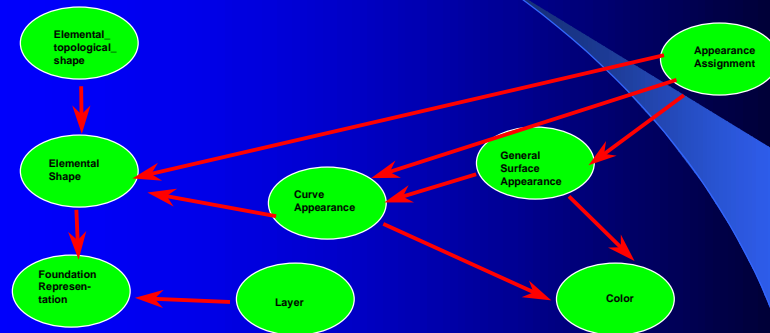 Elemental_
topological_
shape
Appearance
Assignment
Elemental
Shape
General
Surface
Appearance
Curve
Appearance
Foundation
Represen-
tation
Layer
Color